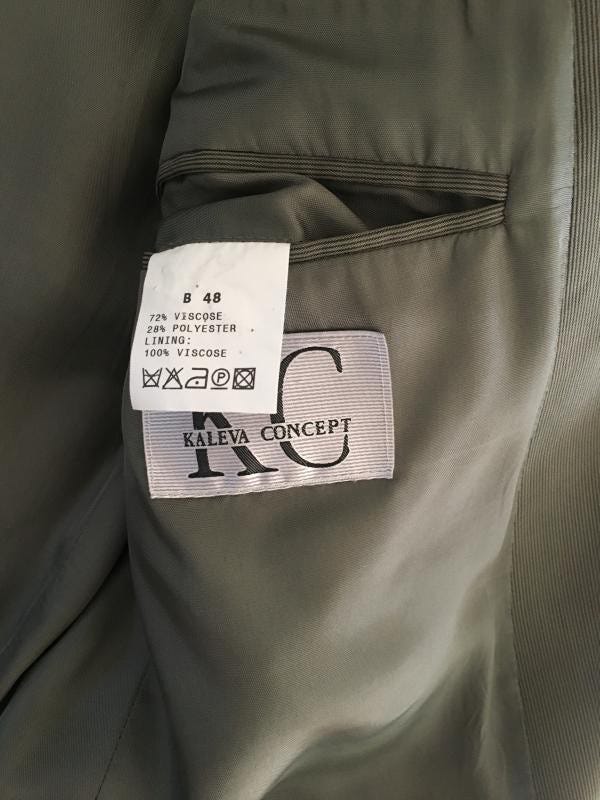 B 48
72% VISCOSE
28% POLYESTER
LINING:
100% VISCOSE
P
KC
KALEVA CONCEPT